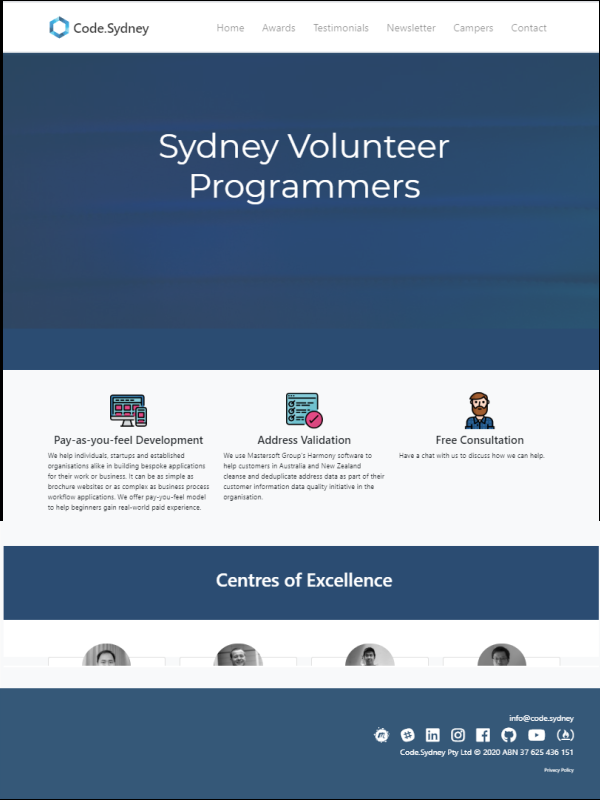 Code.Sydney Home Awards Testimonials Newsletter Campers Contact
Sydney Volunteer
Programmers
Pay-as-you-feel Development
We help individuals, startups and established
organisations alike in building bespoke applications
for their work or business. It can be as simple as
brochure websites or as complex as business process
workflow applications. We offer pay-you-feel model
to help beginners gain real-world paid experience.
Address Validation
We use Mastersoft Group's Harmony software to
help customers in Australia and New Zealand
cleanse and deduplicate address data as part of their
customer information data quality initiative in the
organisation.
Free Consultation
Have a chat with us to discuss how we can help.
Centres of Excellence
info@code.sydney
Code.Sydney Pty Ltd © 2020 ABN 37 625 436 151
Privacy Policy